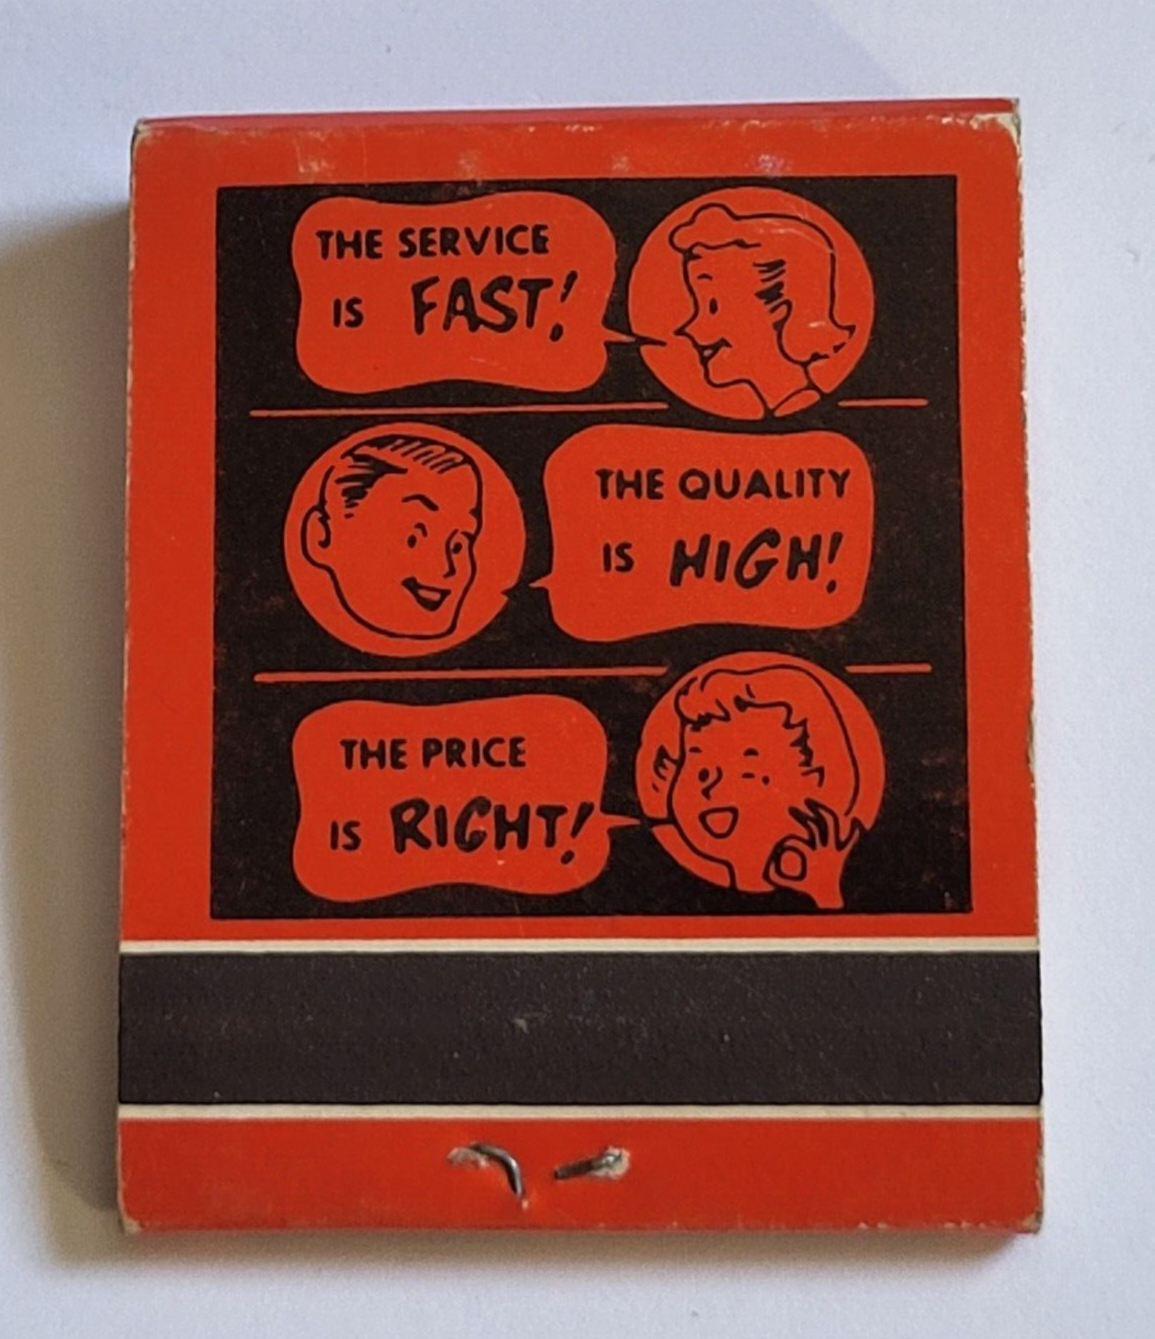 THE SERVICE
IS FAST!
THE QUALITY
IS HIGH!
THE PRICE
IS RIGHT!